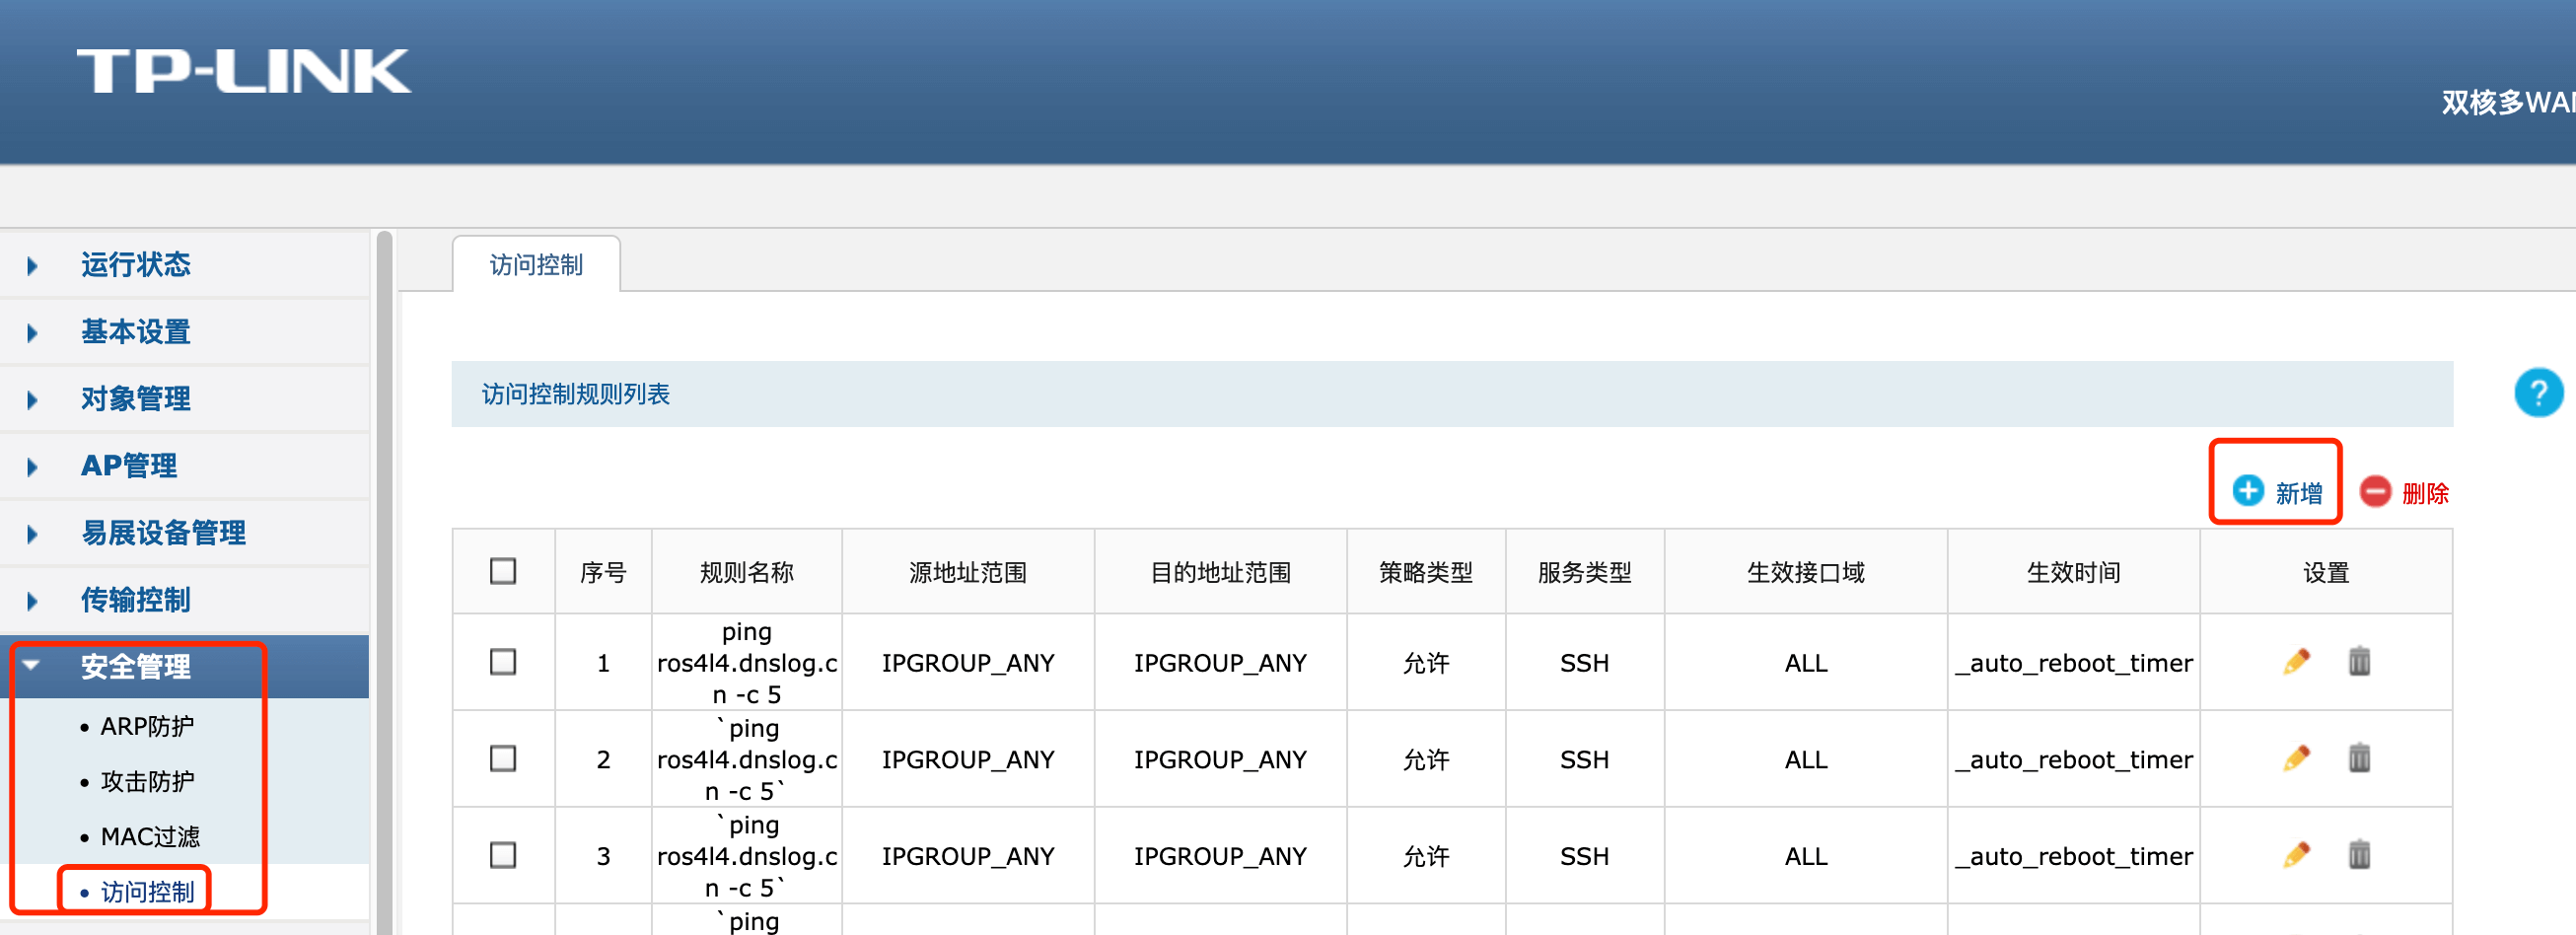 TP-LINK
双核多WAN
运行状态
基本设置
对象管理
AP管理
易展设备管理
传输控制
安全管理
• ARP防护
• 攻击防护
• MAC过滤
• 访问控制
访问控制
访问控制规则列表
?
新增 删除
序号 规则名称 源地址范围 目的地址范围 策略类型 服务类型 生效接口域 生效时间 设置
ping
1 ros4l4.dnslog.c IPGROUP_ANY IPGROUP_ANY 允许 SSH ALL _auto_reboot_timer
n -c 5
`ping
2 ros4l4.dnslog.c IPGROUP_ANY IPGROUP_ANY 允许 SSH ALL _auto_reboot_timer
n -c 5`
`ping
3 ros4l4.dnslog.c IPGROUP_ANY IPGROUP_ANY 允许 SSH ALL _auto_reboot_timer
n -c 5`
`ping